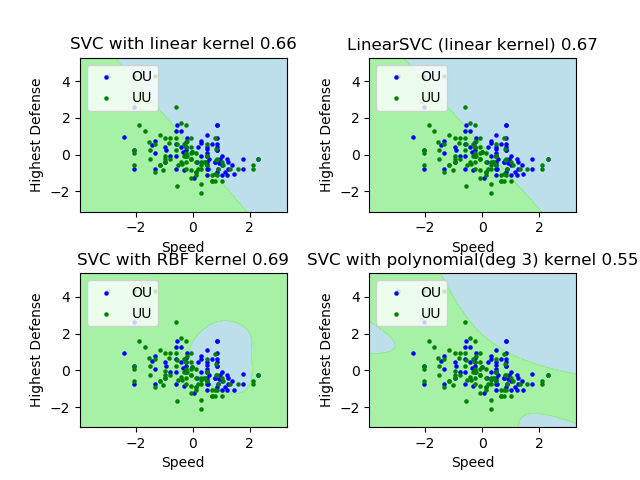 SVC with linear kernel 0.66
Highest Defense
4
2
0
−2
OU
UU
−2
0
2
Speed
LinearSVC (linear kernel) 0.67
Highest Defense
4
2
0
−2
OU
UU
−2
0
2
Speed
SVC with RBF kernel 0.69
Highest Defense
4
2
0
−2
OU
UU
−2
0
2
Speed
SVC with polynomial(deg 3) kernel 0.55
Highest Defense
4
2
0
−2
OU
UU
−2
0
2
Speed